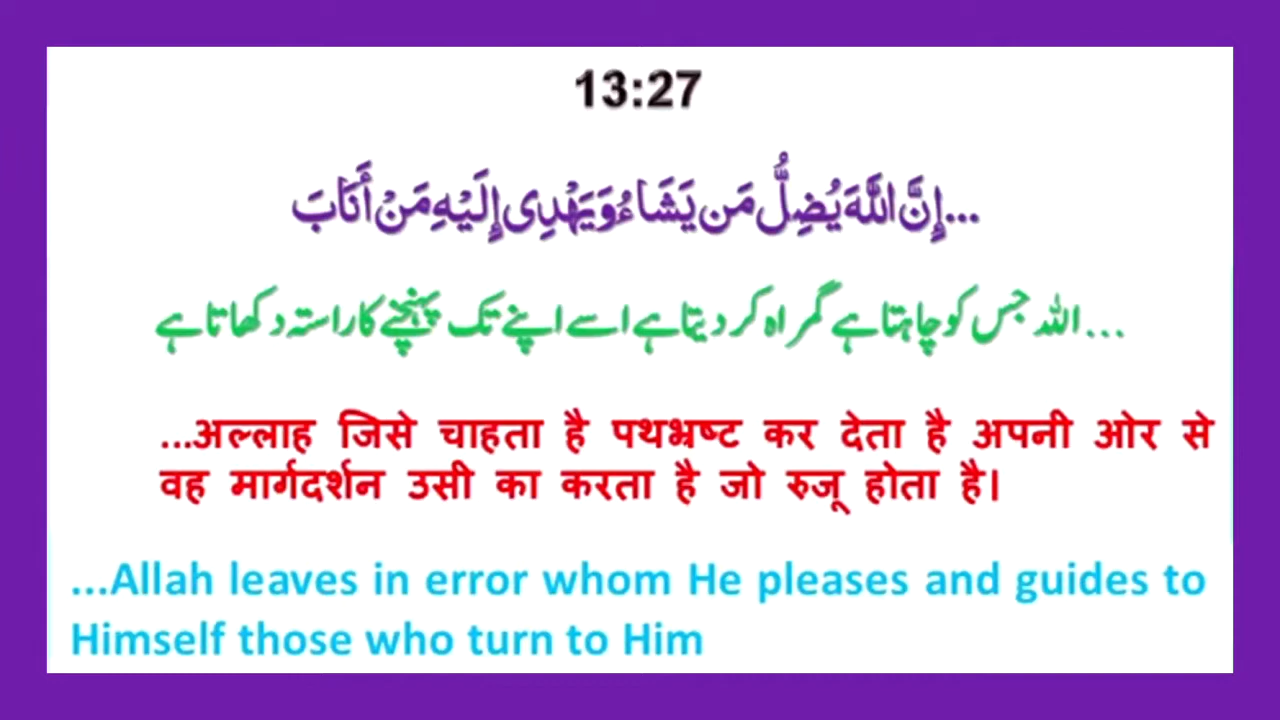 13:27
...إِنَّ اللَّهَ يُضِلُّ مَن يَشَاءُ وَيَهْدِى إِلَيْهِ مَنْ أَنَابَ
...اللہ جس کو چاہتا ہے گمراہ کر دیتا ہے اسے اپنے تک پہنچنے کا راستہ دکھاتا ہے
...अल्लाह जिसे चाहता है पथभ्रष्ट कर देता है अपनी ओर से
वह मार्गदर्शन उसी का करता है जो रुजू होता है।
...Allah leaves in error whom He pleases and guides to
Himself those who turn to Him